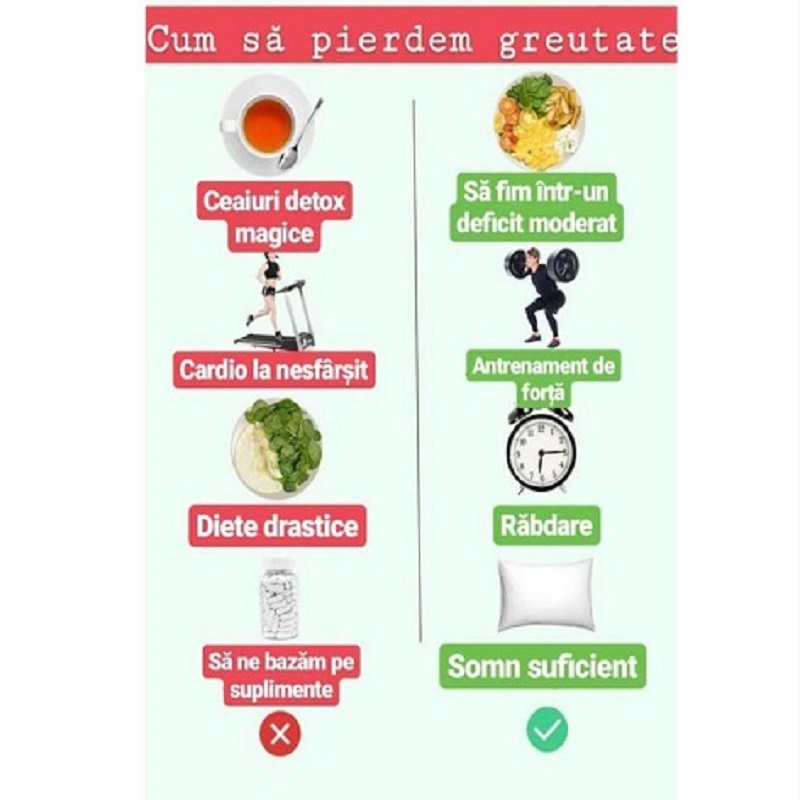 Cum să pierdem greutate
Ceaiuri detox
magice
Cardio la nesfârșit
Diete drastice
Să ne bazăm pe
suplimente
Să fim într-un
deficit moderat
Antrenament de
forță
Răbdare
Somn suficient